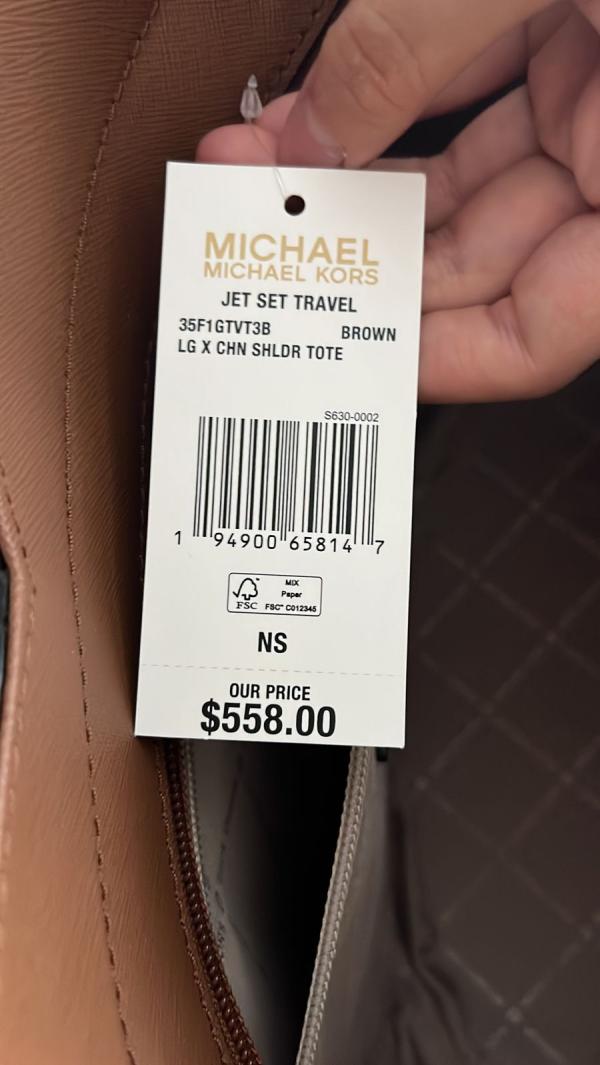 MICHAEL
MICHAEL KORS
JET SET TRAVEL
35F1GTVT3B BROWN
LG X CHN SHLDR TOTE
S630-0002
1 94900 65814 7
MIX
Paper
FSC FSC™ C012345
NS
OUR PRICE
$558.00